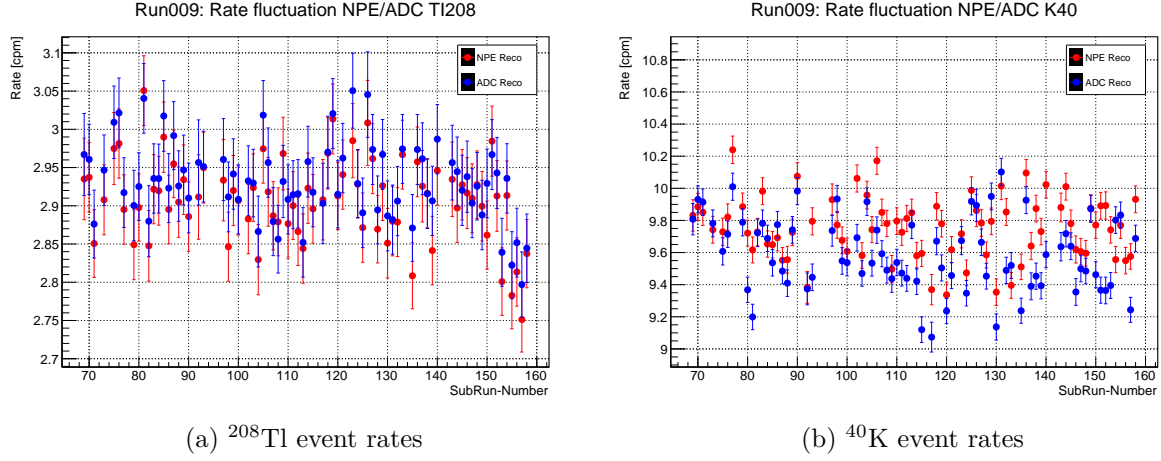 Run009: Rate fluctuation NPE/ADC Tl208
Rate [cpm]
3.1
3.05
3
2.95
2.9
2.85
2.8
2.75
2.7
NPE Reco
ADC Reco
70 80 90 100 110 120 130 140 150 160
SubRun-Number
(a) ²⁰⁸Tl event rates
Run009: Rate fluctuation NPE/ADC K40
Rate [cpm]
10.8
10.6
10.4
10.2
10
9.8
9.6
9.4
9.2
9
NPE Reco
ADC Reco
70 80 90 100 110 120 130 140 150 160
SubRun-Number
(b) ⁴⁰K event rates